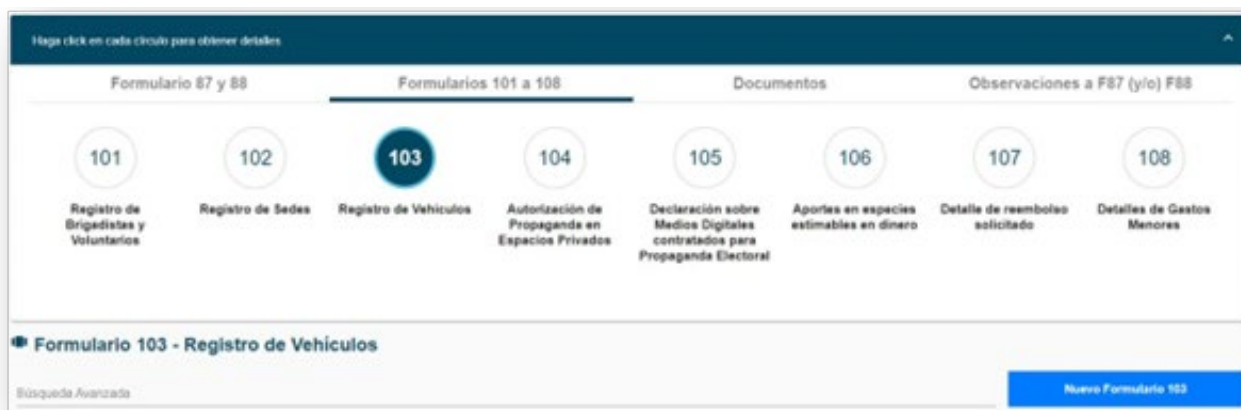 Haga click en cada círculo para obtener detalles
Formulario 87 y 88
Formularios 101 a 108
Documentos
Observaciones a F87 (y/o) F88
101
102
103
104
105
106
107
108
Registro de
Brigadistas y
Voluntarios
Registro de Sedes
Registro de Vehículos
Autorización de
Propaganda en
Espacios Privados
Declaración sobre
Medios Digitales
contratados para
Propaganda Electoral
Aportes en especies
estimables en dinero
Detalle de reembolso
solicitado
Detalles de Gastos
Menores
Formulario 103 - Registro de Vehículos
Búsqueda Avanzada
Nuevo Formulario 103